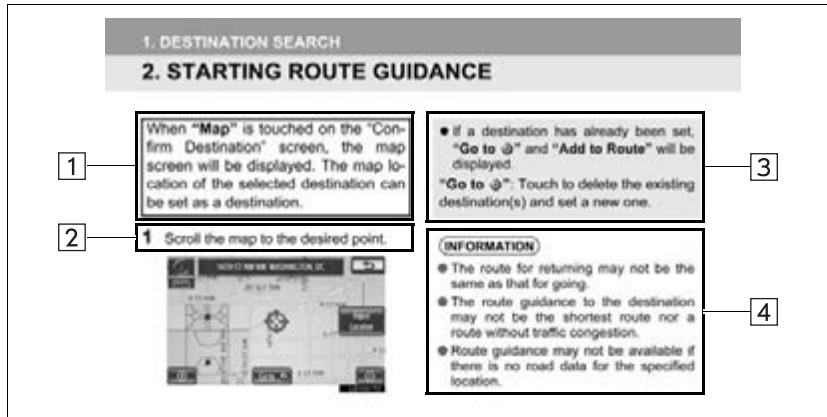 1. DESTINATION SEARCH
2. STARTING ROUTE GUIDANCE
1
When “Map” is touched on the “Con-
firm Destination” screen, the map
screen will be displayed. The map lo-
cation of the selected destination can
be set as a destination.
2
1 Scroll the map to the desired point.
● If a destination has already been set,
“Go to” and “Add to Route” will be
displayed.
“Go to”: Touch to delete the existing
destination(s) and set a new one.
3
INFORMATION
● The route for returning may not be the
same as that for going.
● The route guidance to the destination
may not be the shortest route nor a
route without traffic congestion.
● Route guidance may not be available if
there is no road data for the specified
location.
4